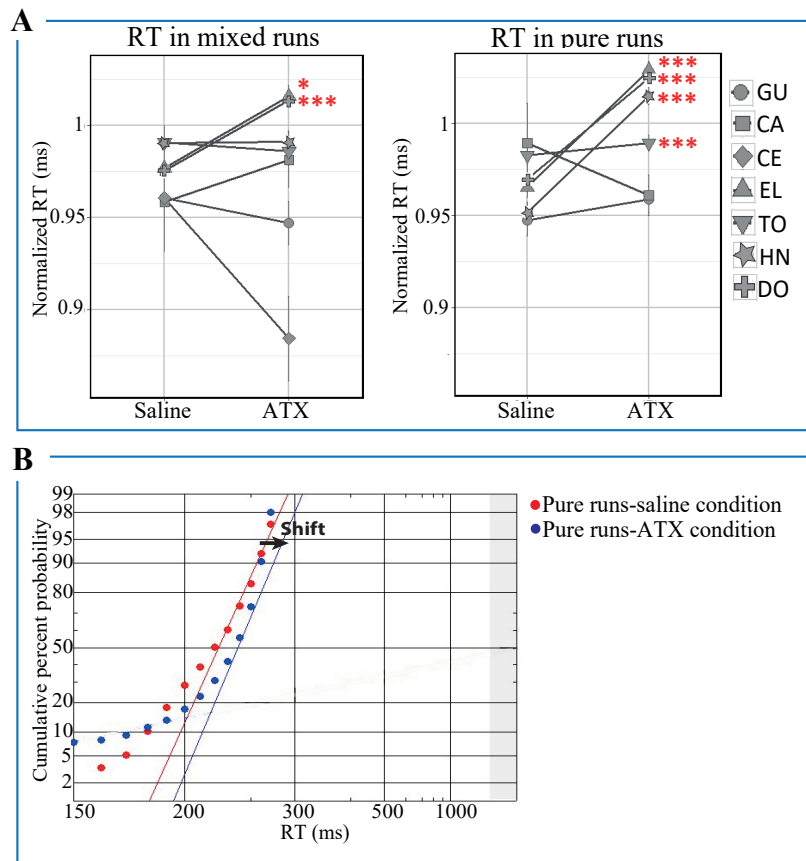 A
RT in mixed runs
RT in pure runs
Normalized RT (ms)
1
0.95
0.9
*
***
Saline
ATX
Normalized RT (ms)
1
0.95
0.9
***
***
***
***
Saline
ATX
GU
CA
CE
EL
TO
HN
DO
B
Cumulative percent probability
99
98
95
90
80
50
20
10
5
2
Shift
150
200
300
500
1000
RT (ms)
Pure runs-saline condition
Pure runs-ATX condition